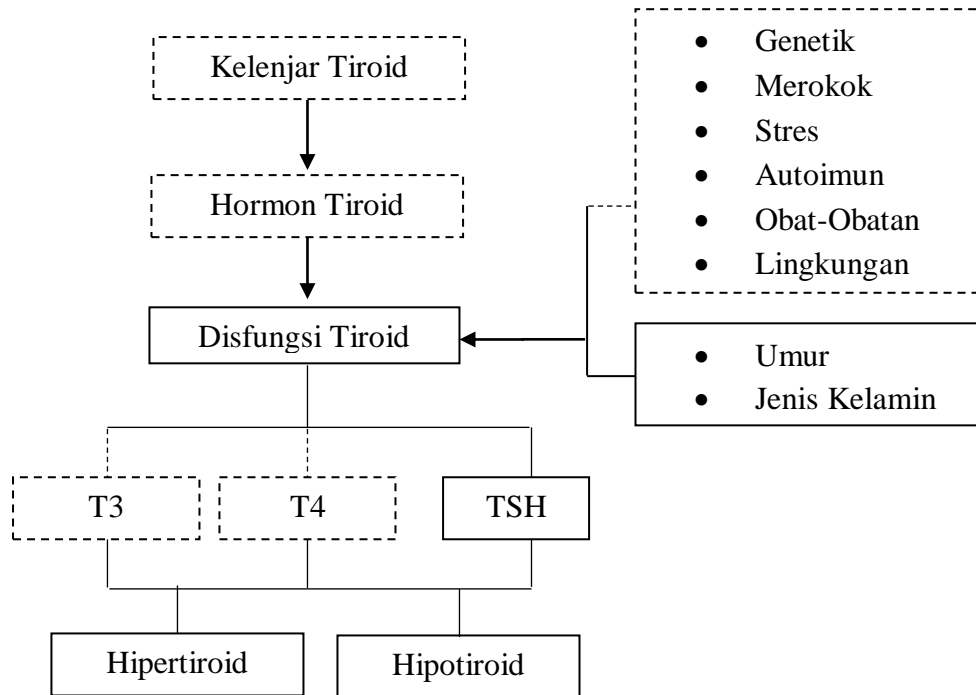 Kelenjar Tiroid
Hormon Tiroid
Disfungsi Tiroid
• Genetik
• Merokok
• Stres
• Autoimun
• Obat-Obatan
• Lingkungan
• Umur
• Jenis Kelamin
T3
T4
TSH
Hipertiroid
Hipotiroid